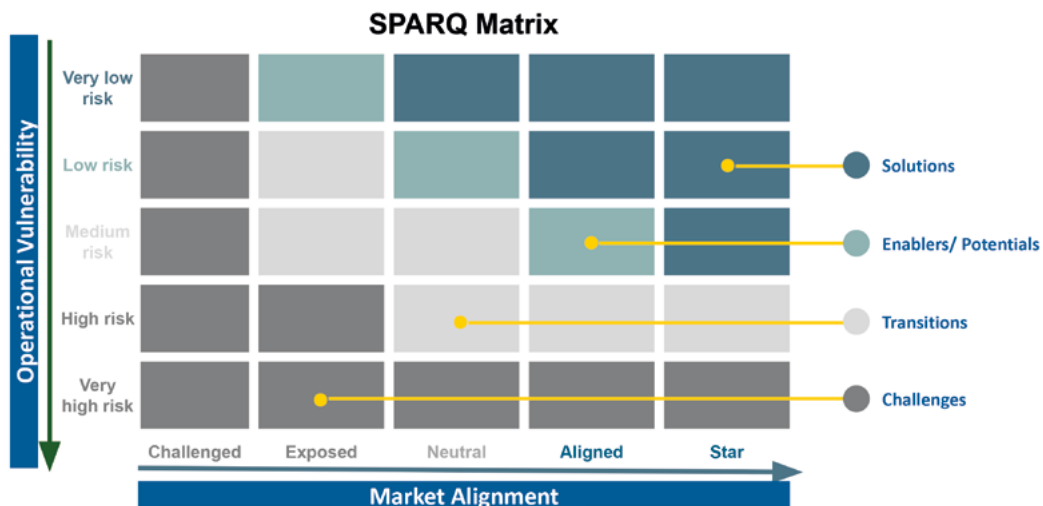 SPARQ Matrix
Operational Vulnerability
Very low
risk
Low risk
Solutions
Medium
risk
Enablers/ Potentials
High risk
Transitions
Very
high risk
Challenges
Challenged
Exposed
Neutral
Aligned
Star
Market Alignment